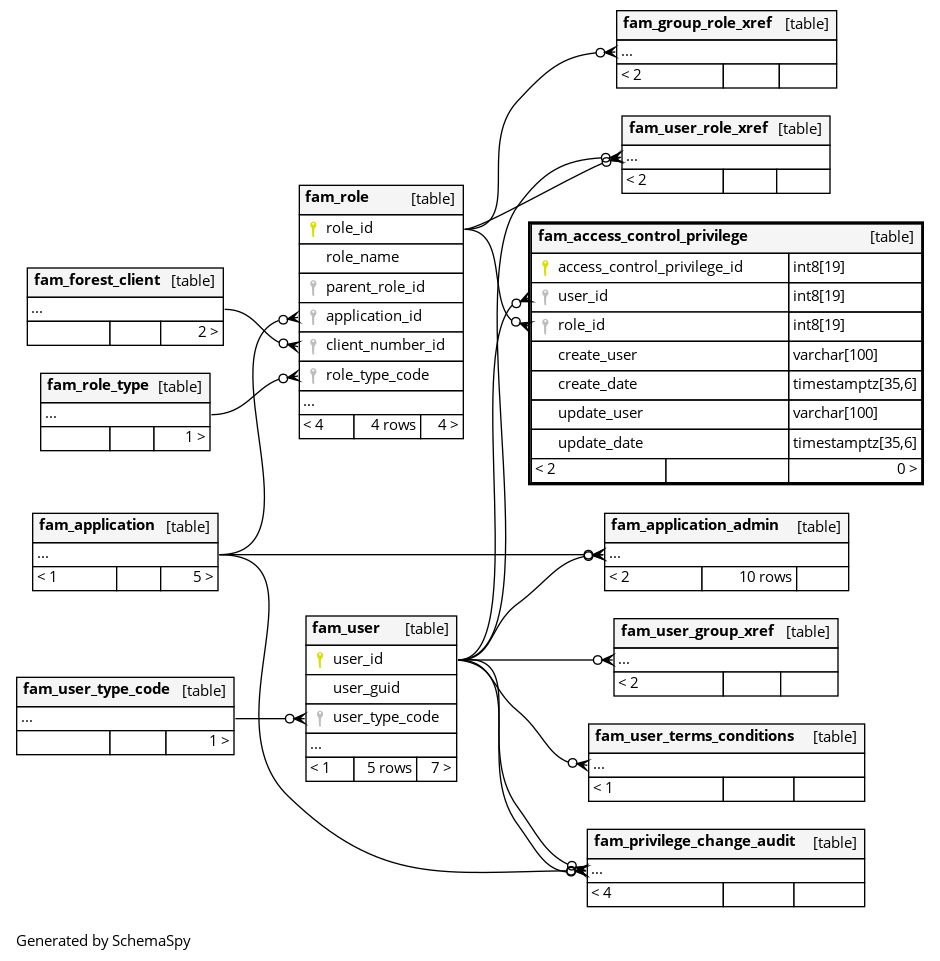 fam_group_role_xref [table]
...
< 2
fam_user_role_xref [table]
...
< 2
fam_role [table]
role_id
role_name
parent_role_id
application_id
client_number_id
role_type_code
...
< 4 4 rows 4 >
fam_access_control_privilege [table]
access_control_privilege_id int8[19]
user_id int8[19]
role_id int8[19]
create_user varchar[100]
create_date timestamptz[35,6]
update_user varchar[100]
update_date timestamptz[35,6]
< 2 0 >
fam_forest_client [table]
...
2 >
fam_role_type [table]
...
1 >
fam_application [table]
...
< 1 5 >
fam_application_admin [table]
...
< 2 10 rows
fam_user [table]
user_id
user_guid
user_type_code
...
< 1 5 rows 7 >
fam_user_group_xref [table]
...
< 2
fam_user_type_code [table]
...
1 >
fam_user_terms_conditions [table]
...
< 1
fam_privilege_change_audit [table]
...
< 4
Generated by SchemaSpy